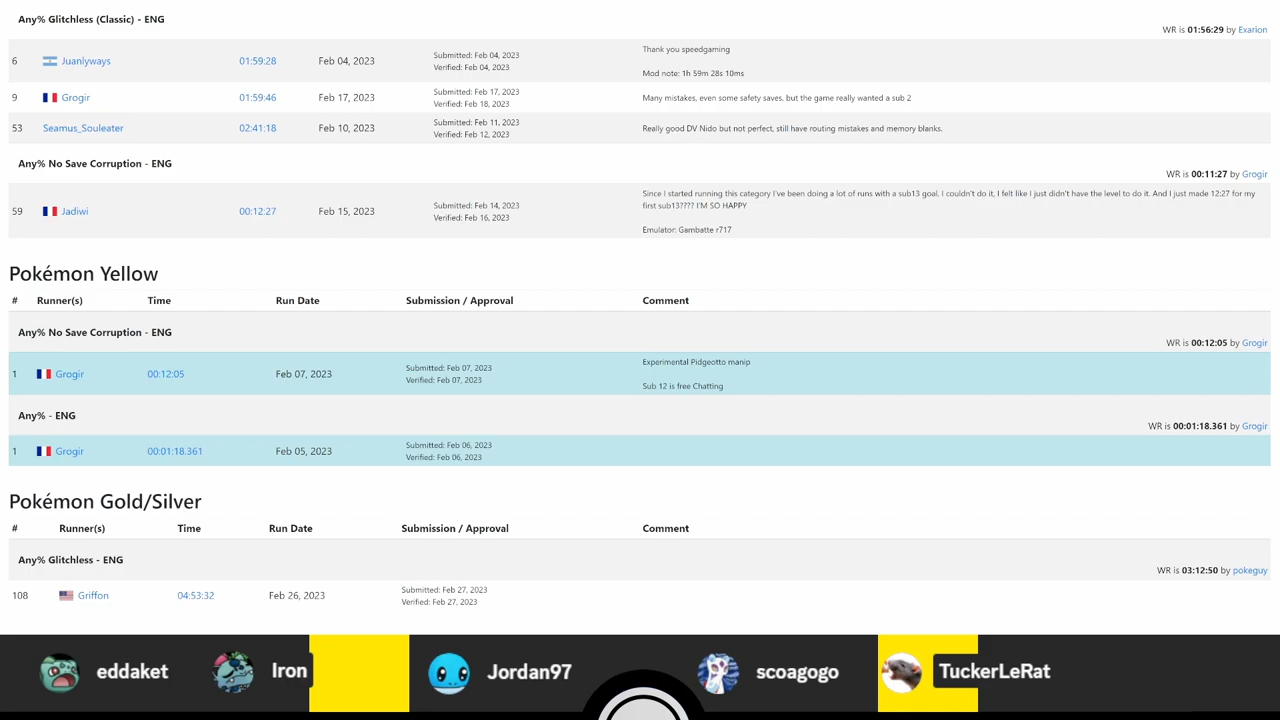 Any% Glitchless (Classic) - ENG
WR is 01:56:29 by Exarion
6 Juanlyways 01:59:28 Feb 04, 2023 Submitted: Feb 04, 2023
Verified: Feb 04, 2023
Thank you speedgaming
Mod note: 1h 59m 28s 10ms
9 Grogir 01:59:46 Feb 17, 2023 Submitted: Feb 17, 2023
Verified: Feb 18, 2023
Many mistakes, even some safety saves, but the game really wanted a sub 2
53 Seamus_Souleater 02:41:18 Feb 10, 2023 Submitted: Feb 11, 2023
Verified: Feb 12, 2023
Really good DV Nido but not perfect, still have routing mistakes and memory blanks.
Any% No Save Corruption - ENG
WR is 00:11:27 by Grogir
59 Jadiwi 00:12:27 Feb 15, 2023 Submitted: Feb 14, 2023
Verified: Feb 16, 2023
Since I started running this category I've been doing a lot of runs with a sub13 goal, I couldn't do it, I felt like I just didn't have the level to do it. And I just made 12:27 for my
first sub13???? I'M SO HAPPY
Emulator: Gambatte r717
Pokémon Yellow
# Runner(s) Time Run Date Submission / Approval Comment
Any% No Save Corruption - ENG
WR is 00:12:05 by Grogir
1 Grogir 00:12:05 Feb 07, 2023 Submitted: Feb 07, 2023
Verified: Feb 07, 2023
Experimental Pidgeotto manip
Sub 12 is free Chatting
Any% - ENG
WR is 00:01:18.361 by Grogir
1 Grogir 00:01:18.361 Feb 05, 2023 Submitted: Feb 06, 2023
Verified: Feb 06, 2023
Pokémon Gold/Silver
# Runner(s) Time Run Date Submission / Approval Comment
Any% Glitchless - ENG
WR is 03:12:50 by pokeguy
108 Griffon 04:53:32 Feb 26, 2023 Submitted: Feb 27, 2023
Verified: Feb 27, 2023
eddaket Iron Jordan97 scoagogo TuckerLeRat